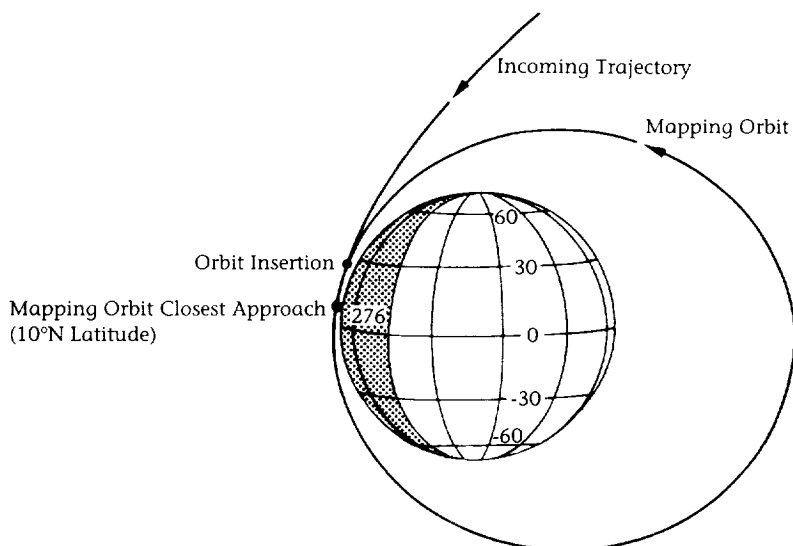 Incoming Trajectory
Mapping Orbit
60
Orbit Insertion
30
Mapping Orbit Closest Approach
(10°N Latitude)
276
0
-30
-60